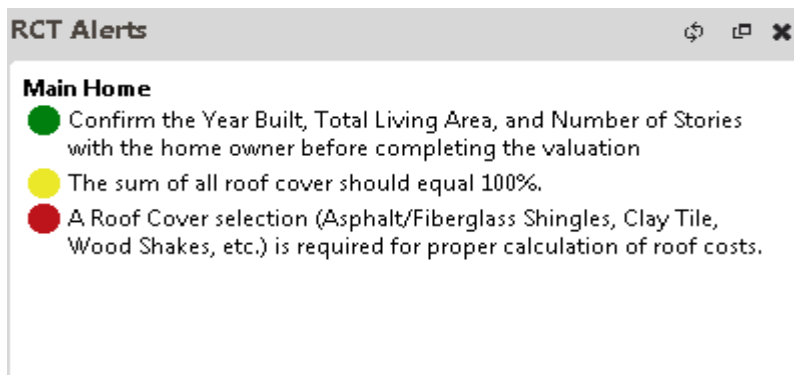 RCT Alerts
Main Home
Confirm the Year Built, Total Living Area, and Number of Stories
with the home owner before completing the valuation
The sum of all roof cover should equal 100%.
A Roof Cover selection (Asphalt/Fiberglass Shingles, Clay Tile,
Wood Shakes, etc.) is required for proper calculation of roof costs.